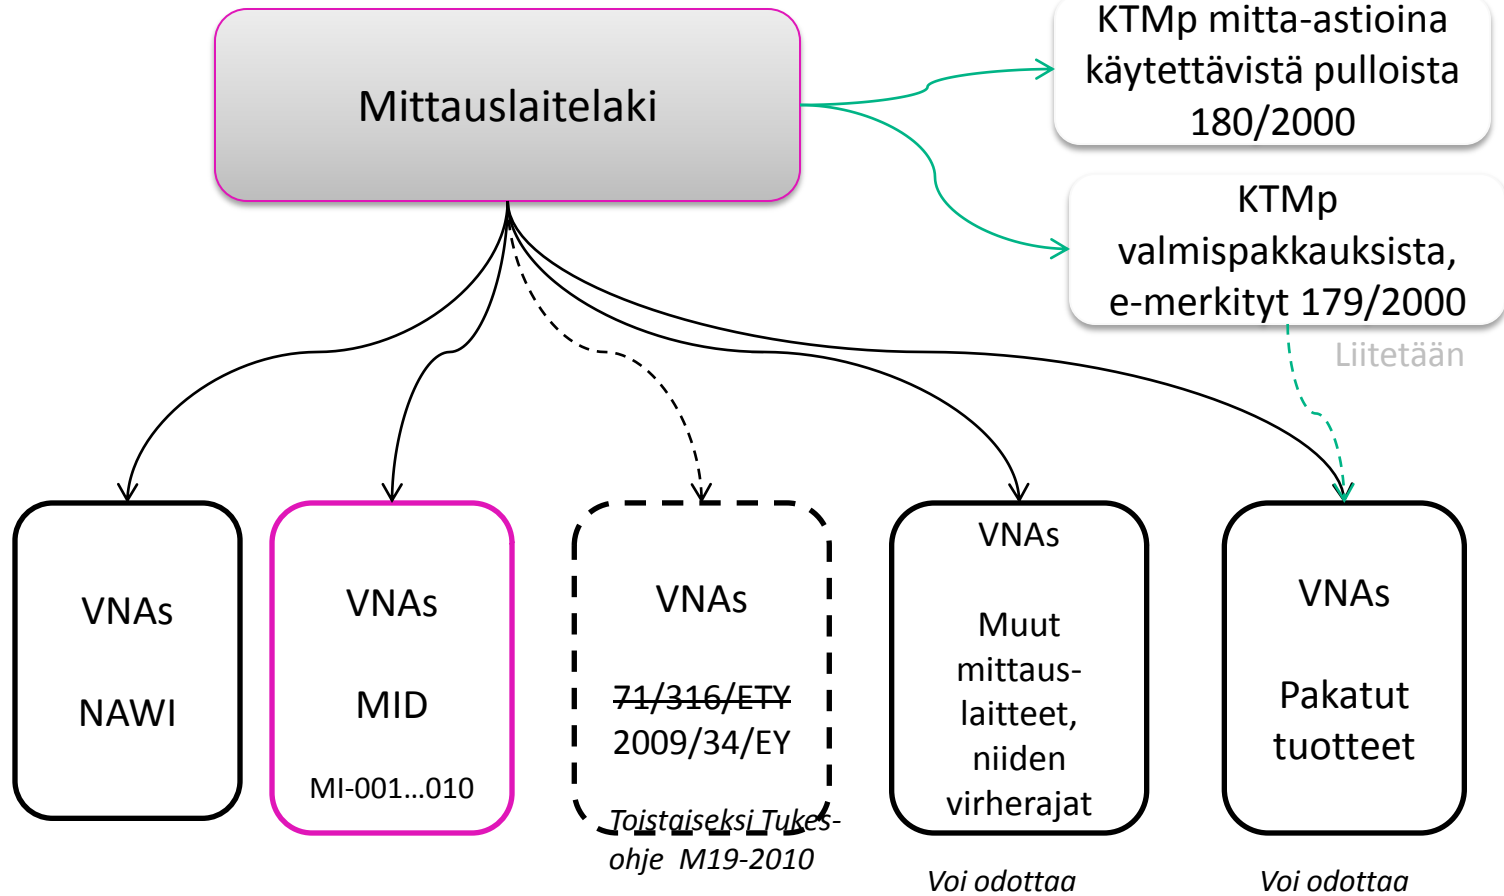 Mittauslaitelaki
KTMp mitta-astioina
käytettävistä pulloista
180/2000
KTMp
valmispakkauksista,
e-merkityt 179/2000
Liitetään
VNAs
NAWI
VNAs
MID
MI-001...010
VNAs
71/316/ETY
2009/34/EY
Toistaiseksi Tukes-
ohje M19-2010
VNAs
Muut
mittaus-
laitteet,
niiden
virherajat
Voi odottaa
VNAs
Pakatut
tuotteet
Voi odottaa